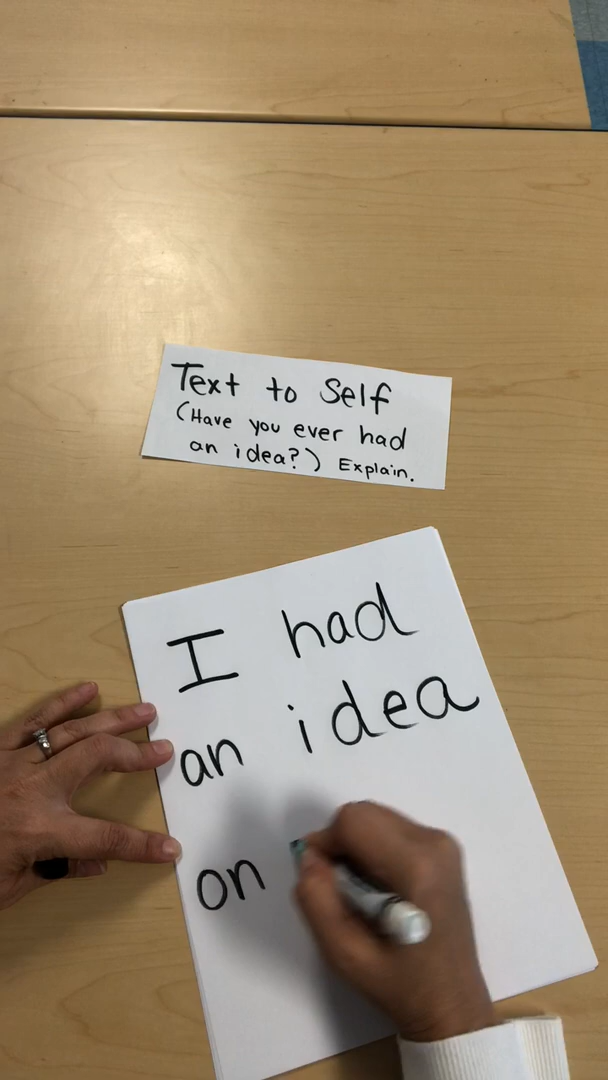 Text to Self
(Have you ever had
an idea?) Explain.
I had
an idea
on